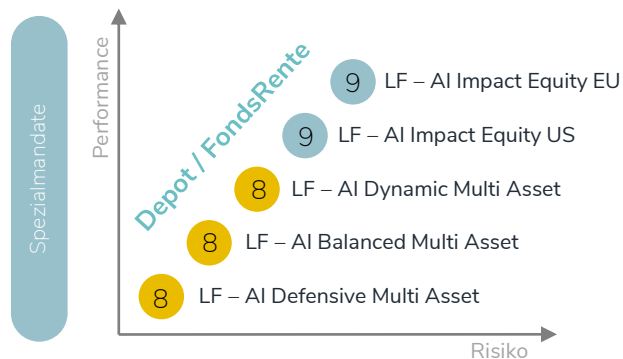 Spezialmandate
Performance
Depot / FondsRente
9 LF – AI Impact Equity EU
9 LF – AI Impact Equity US
8 LF – AI Dynamic Multi Asset
8 LF – AI Balanced Multi Asset
8 LF – AI Defensive Multi Asset
Risiko